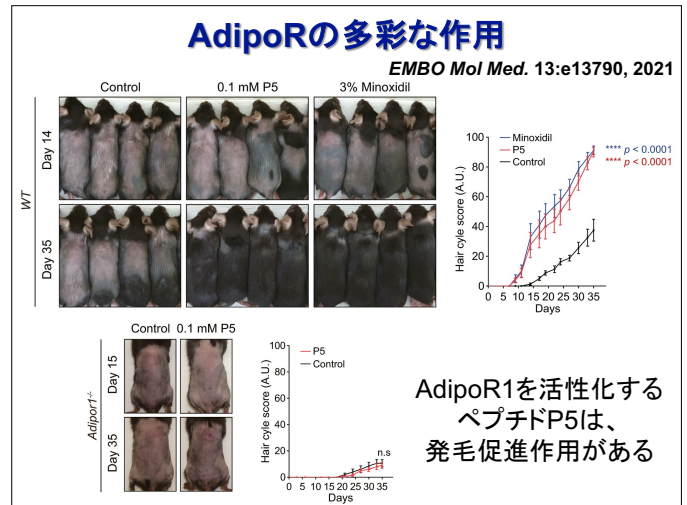 AdipoRの多彩な作用
EMBO Mol Med. 13:e13790, 2021
Control 0.1 mM P5 3% Minoxidil
WT
Day 14
Day 35
Hair cyle score (A.U.)
100
80
60
40
20
0
Minoxidil
P5
Control
**** p < 0.0001
**** p < 0.0001
0 5 10 15 20 25 30 35
Days
Control 0.1 mM P5
Adipor1-/-
Day 15
Day 35
Hair cyle score (A.U.)
100
80
60
40
20
0
P5
Control
n.s
0 5 10 15 20 25 30 35
Days
AdipoR1を活性化する
ペプチドP5は、
発毛促進作用がある